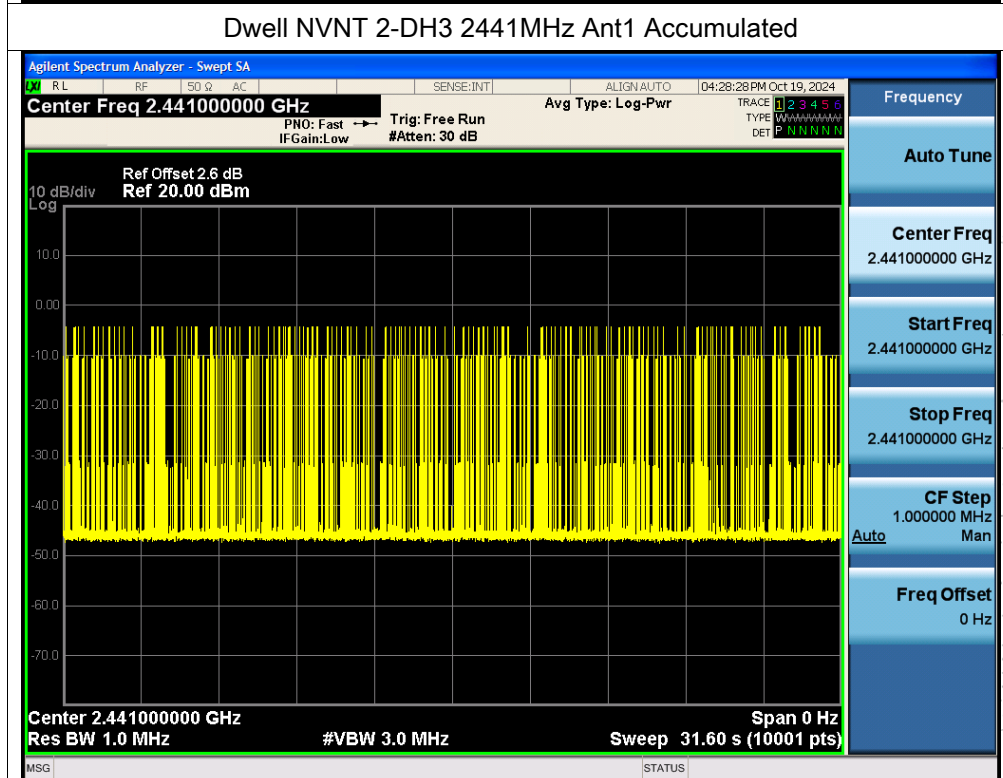 Dwell NVNT 2-DH3 2441MHz Ant1 Accumulated
Agilent Spectrum Analyzer - Swept SA
LXI RL RF 50 Ω AC SENSE:INT ALIGN AUTO 04:28:28 PM Oct 19, 2024
Center Freq 2.441000000 GHz Avg Type: Log-Pwr TRACE 1 2 3 4 5 6
PNO: Fast Trig: Free Run TYPE
IFGain:Low #Atten: 30 dB DET P N N N N N
Frequency
Auto Tune
Ref Offset 2.6 dB
10 dB/div Ref 20.00 dBm
Log
10.0
0.00
-10.0
-20.0
-30.0
-40.0
-50.0
-60.0
-70.0
Center Freq
2.441000000 GHz
Start Freq
2.441000000 GHz
Stop Freq
2.441000000 GHz
CF Step
1.000000 MHz
Auto Man
Freq Offset
0 Hz
Center 2.441000000 GHz Span 0 Hz
Res BW 1.0 MHz #VBW 3.0 MHz Sweep 31.60 s (10001 pts)
MSG STATUS